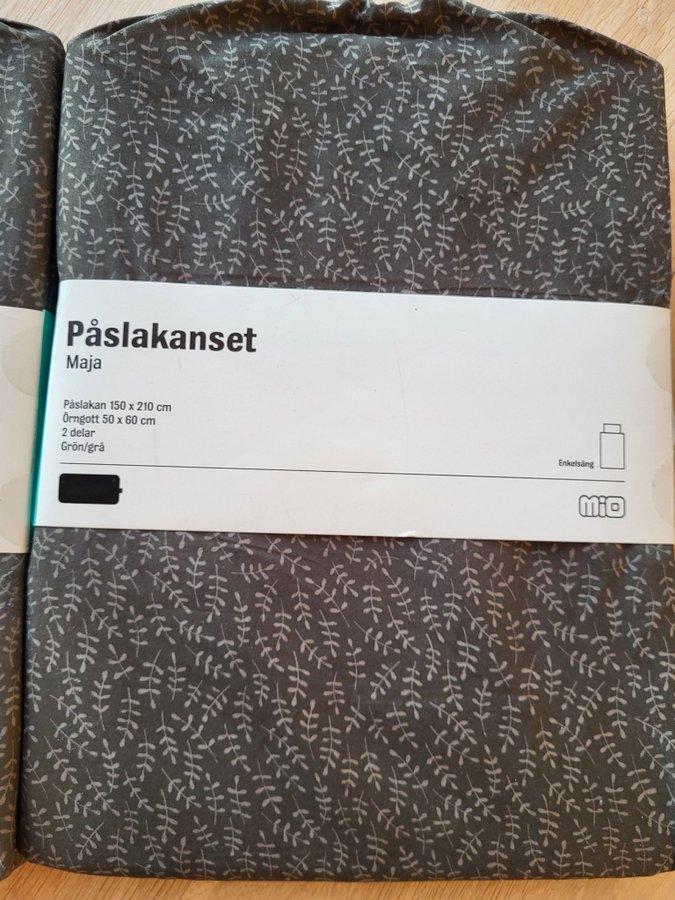 Påslakanset
Maja
Påslakan 150 x 210 cm
Örngott 50 x 60 cm
2 delar
Grön/grå
Enkelsäng
MiO